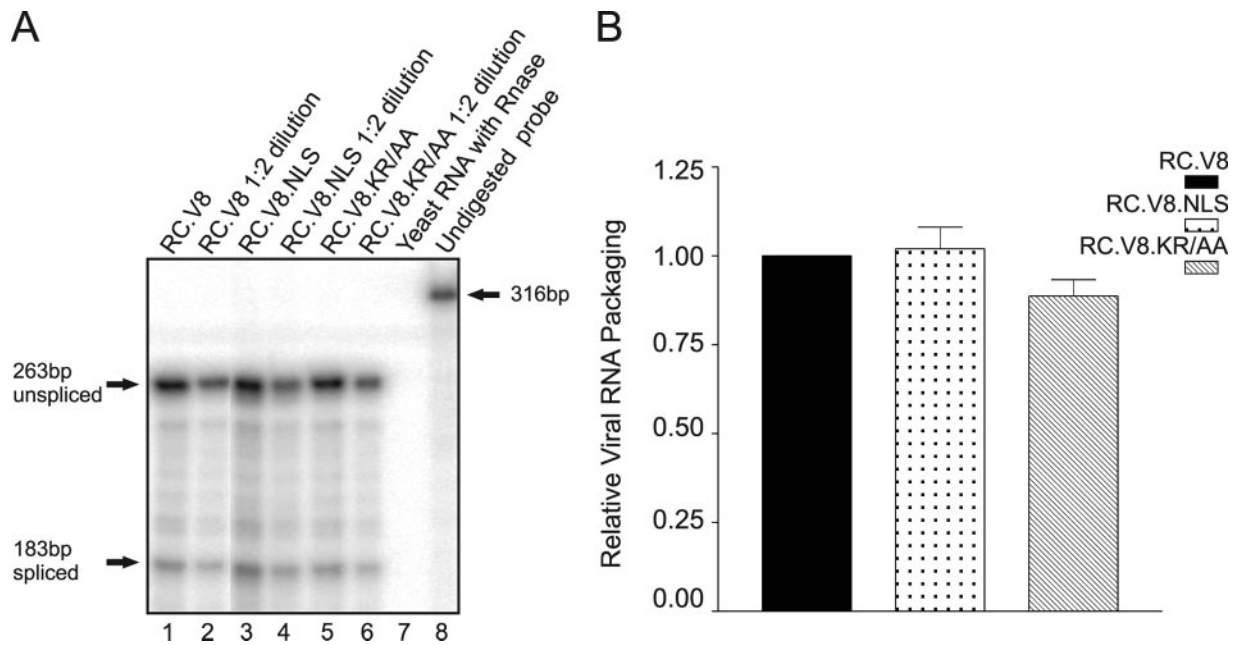 A
RC.V8
RC.V8 1:2 dilution
RC.V8.NLS
RC.V8.NLS 1:2 dilution
RC.V8.KR/AA
RC.V8.KR/AA 1:2 dilution
Yeast RNA with Rnase
Undigested probe
316bp
263bp
unspliced
183bp
spliced
1 2 3 4 5 6 7 8
B
Relative Viral RNA Packaging
1.25
1.00
0.75
0.50
0.25
0.00
RC.V8
RC.V8.NLS
RC.V8.KR/AA